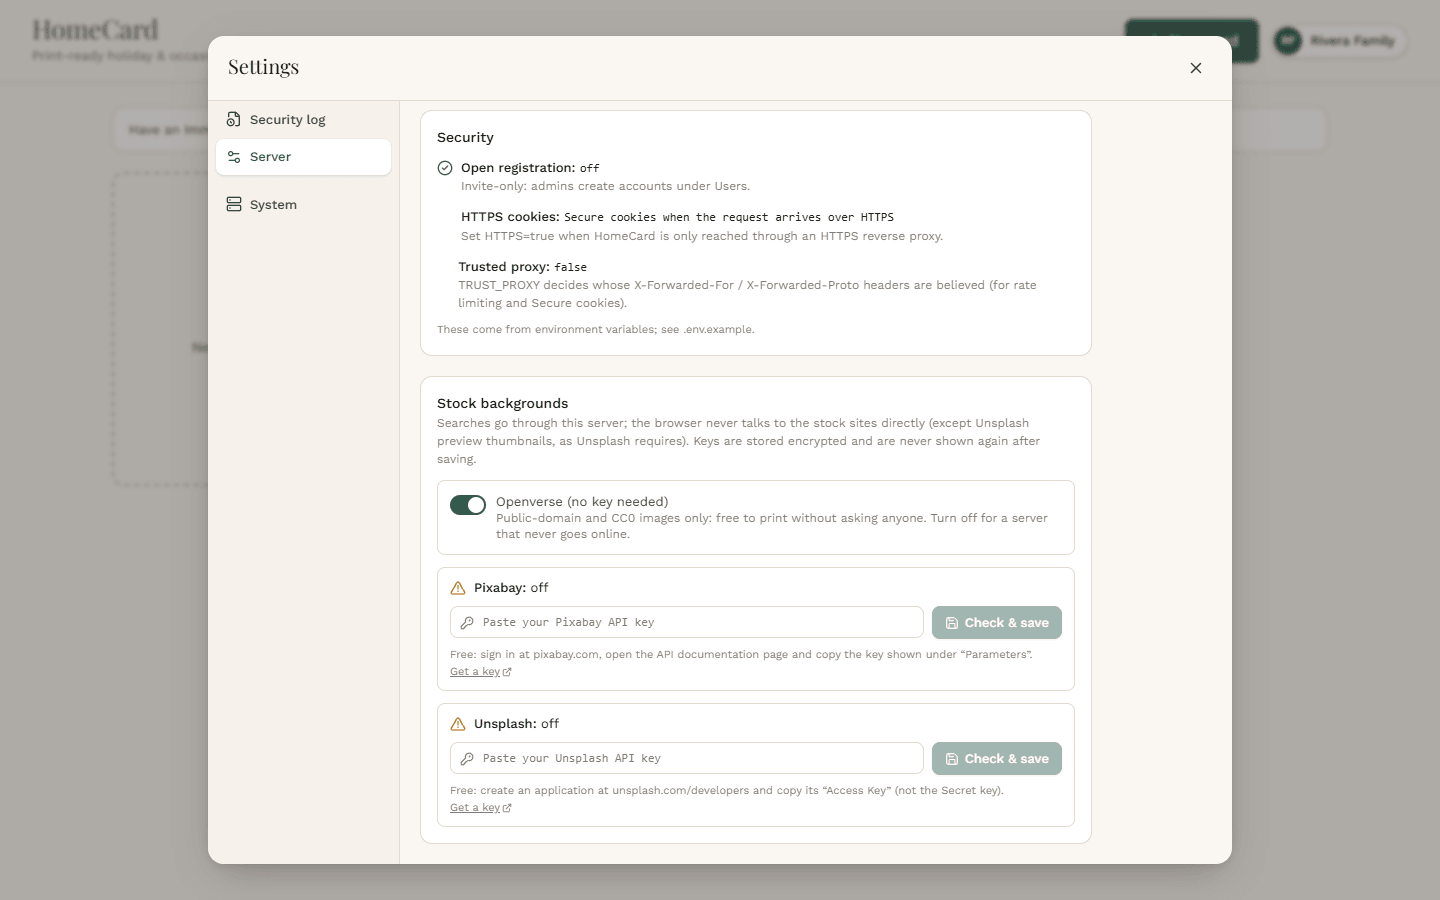 HomeCard
Print-ready holiday & occas
Rivera Family
Have an Imm
Settings
Security log
Server
System
Security
Open registration: off
Invite-only: admins create accounts under Users.
HTTPS cookies: Secure cookies when the request arrives over HTTPS
Set HTTPS=true when HomeCard is only reached through an HTTPS reverse proxy.
Trusted proxy: false
TRUST_PROXY decides whose X-Forwarded-For / X-Forwarded-Proto headers are believed (for rate
limiting and Secure cookies).
These come from environment variables; see .env.example.
Stock backgrounds
Searches go through this server; the browser never talks to the stock sites directly (except Unsplash
preview thumbnails, as Unsplash requires). Keys are stored encrypted and are never shown again after
saving.
Openverse (no key needed)
Public-domain and CC0 images only: free to print without asking anyone. Turn off for a server
that never goes online.
Pixabay: off
Paste your Pixabay API key
Check & save
Free: sign in at pixabay.com, open the API documentation page and copy the key shown under “Parameters”.
Get a key
Unsplash: off
Paste your Unsplash API key
Check & save
Free: create an application at unsplash.com/developers and copy its “Access Key” (not the Secret key).
Get a key